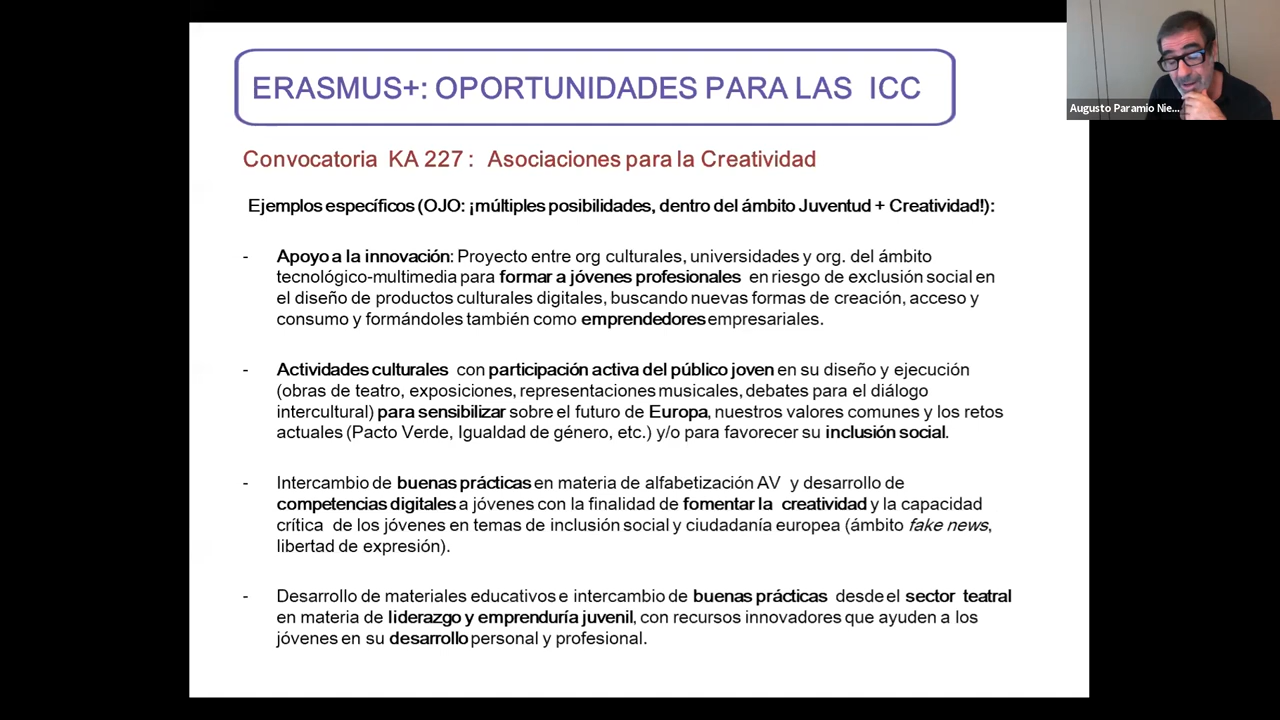 ERASMUS+: OPORTUNIDADES PARA LAS ICC
Augusto Paramio Nie...
Convocatoria KA 227 : Asociaciones para la Creatividad
Ejemplos específicos (OJO: ¡múltiples posibilidades, dentro del ámbito Juventud + Creatividad!):
- Apoyo a la innovación: Proyecto entre org culturales, universidades y org. del ámbito
tecnológico-multimedia para formar a jóvenes profesionales en riesgo de exclusión social en
el diseño de productos culturales digitales, buscando nuevas formas de creación, acceso y
consumo y formándoles también como emprendedores empresariales.
- Actividades culturales con participación activa del público joven en su diseño y ejecución
(obras de teatro, exposiciones, representaciones musicales, debates para el diálogo
intercultural) para sensibilizar sobre el futuro de Europa, nuestros valores comunes y los retos
actuales (Pacto Verde, Igualdad de género, etc.) y/o para favorecer su inclusión social.
- Intercambio de buenas prácticas en materia de alfabetización AV y desarrollo de
competencias digitales a jóvenes con la finalidad de fomentar la creatividad y la capacidad
crítica de los jóvenes en temas de inclusión social y ciudadanía europea (ámbito fake news,
libertad de expresión).
- Desarrollo de materiales educativos e intercambio de buenas prácticas desde el sector teatral
en materia de liderazgo y emprenduría juvenil, con recursos innovadores que ayuden a los
jóvenes en su desarrollo personal y profesional.